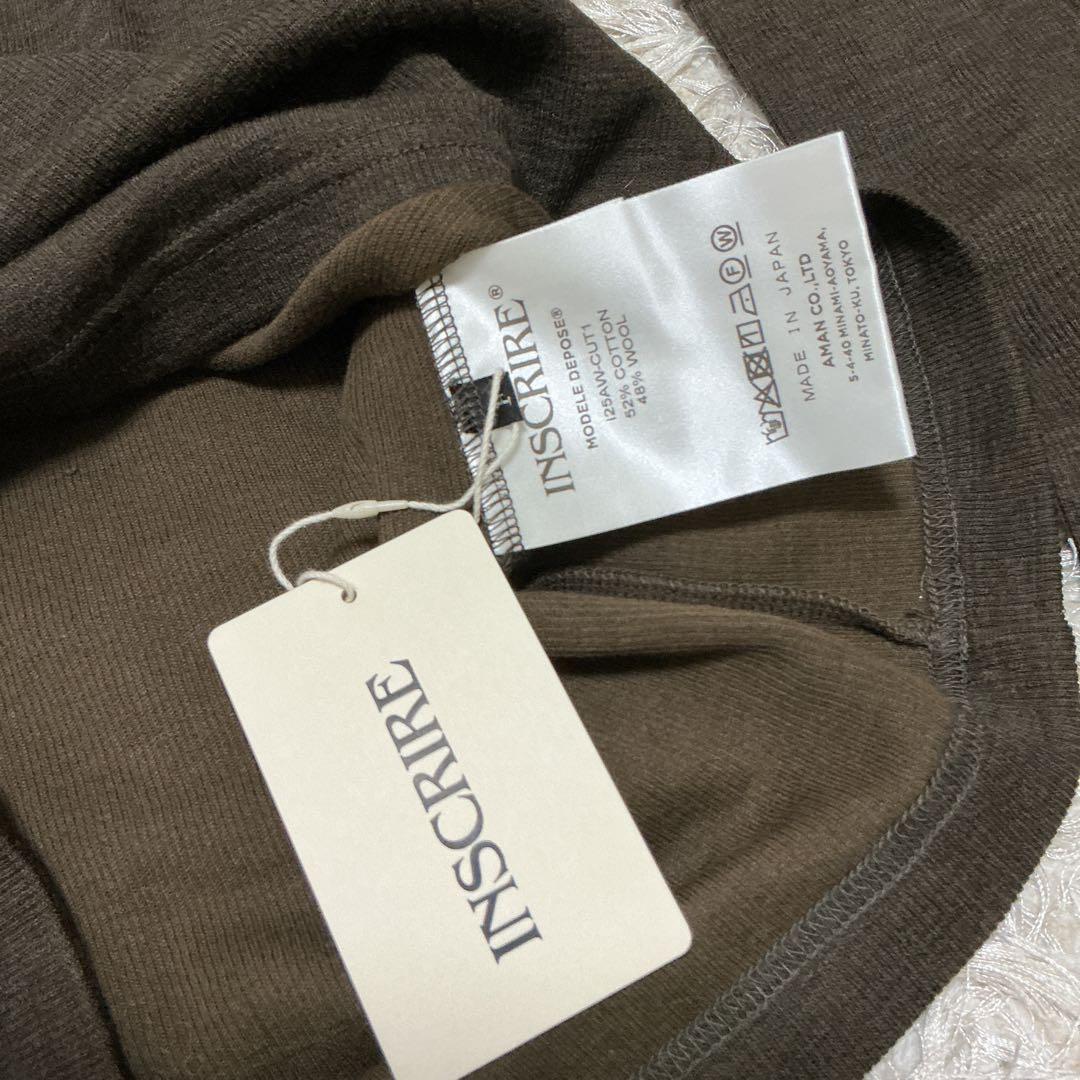 INSCRIRE®
MODELE DEPOSE®
I25AW-CUT1
52% COTTON
48% WOOL
F W
MADE IN JAPAN
AMAN CO.,LTD
5-4-40 MINAMI-AOYAMA,
MINATO-KU, TOKYO
INSCRIRE